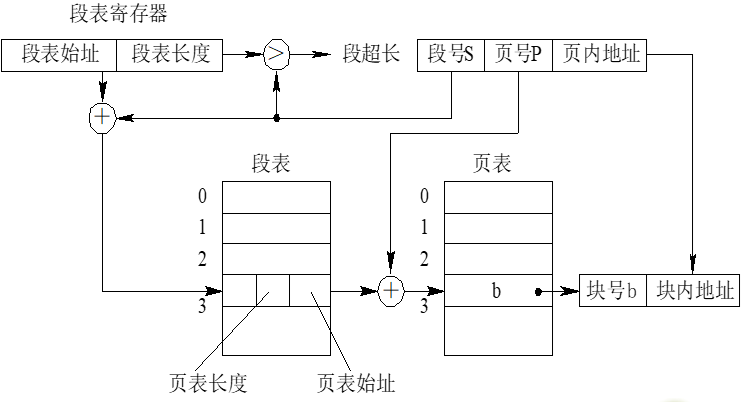 段表寄存器
段表始址 段表长度 > 段超长 段号S 页号P 页内地址
+
段表 页表
0 0
1 1
2 2
+ b 块号b 块内地址
3 3
页表长度 页表始址